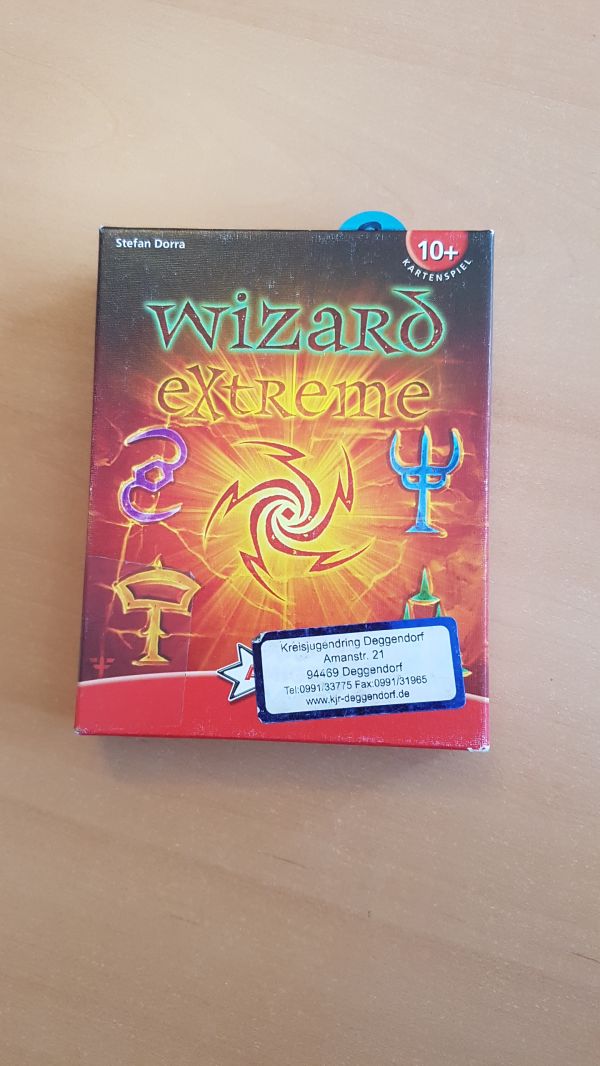 Stefan Dorra
10+
KARTENSPIEL
wizard
eXtreme
Kreisjugendring Deggendorf
Amanstr. 21
94469 Deggendorf
Tel:0991/33775 Fax:0991/31965
www.kjr-deggendorf.de